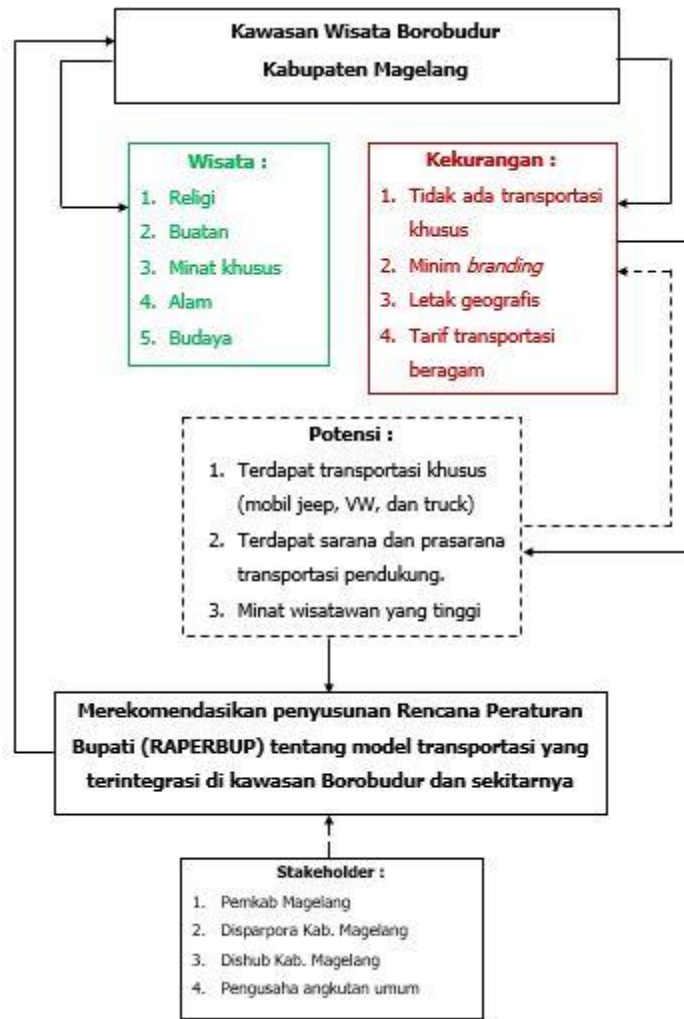 Kawasan Wisata Borobudur
Kabupaten Magelang
Wisata :
1. Religi
2. Buatan
3. Minat khusus
4. Alam
5. Budaya
Kekurangan :
1. Tidak ada transportasi
khusus
2. Minim branding
3. Letak geografis
4. Tarif transportasi
beragam
Potensi :
1. Terdapat transportasi khusus
(mobil jeep, VW, dan truck)
2. Terdapat sarana dan prasarana
transportasi pendukung.
3. Minat wisatawan yang tinggi
Merekomendasikan penyusunan Rencana Peraturan
Bupati (RAPERBUP) tentang model transportasi yang
terintegrasi di kawasan Borobudur dan sekitarnya
Stakeholder :
1. Pemkab Magelang
2. Disparpora Kab. Magelang
3. Dishub Kab. Magelang
4. Pengusaha angkutan umum